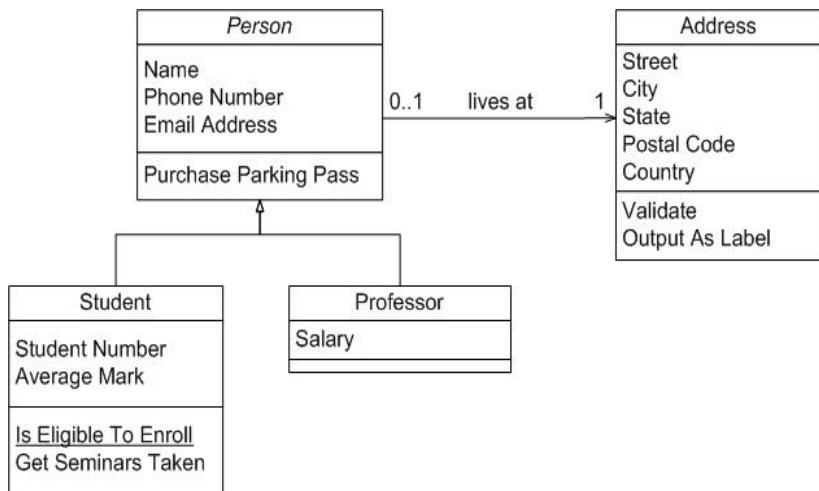 Person
Name
Phone Number
Email Address
Purchase Parking Pass
0..1 lives at 1
Address
Street
City
State
Postal Code
Country
Validate
Output As Label
Student
Student Number
Average Mark
Is Eligible To Enroll
Get Seminars Taken
Professor
Salary